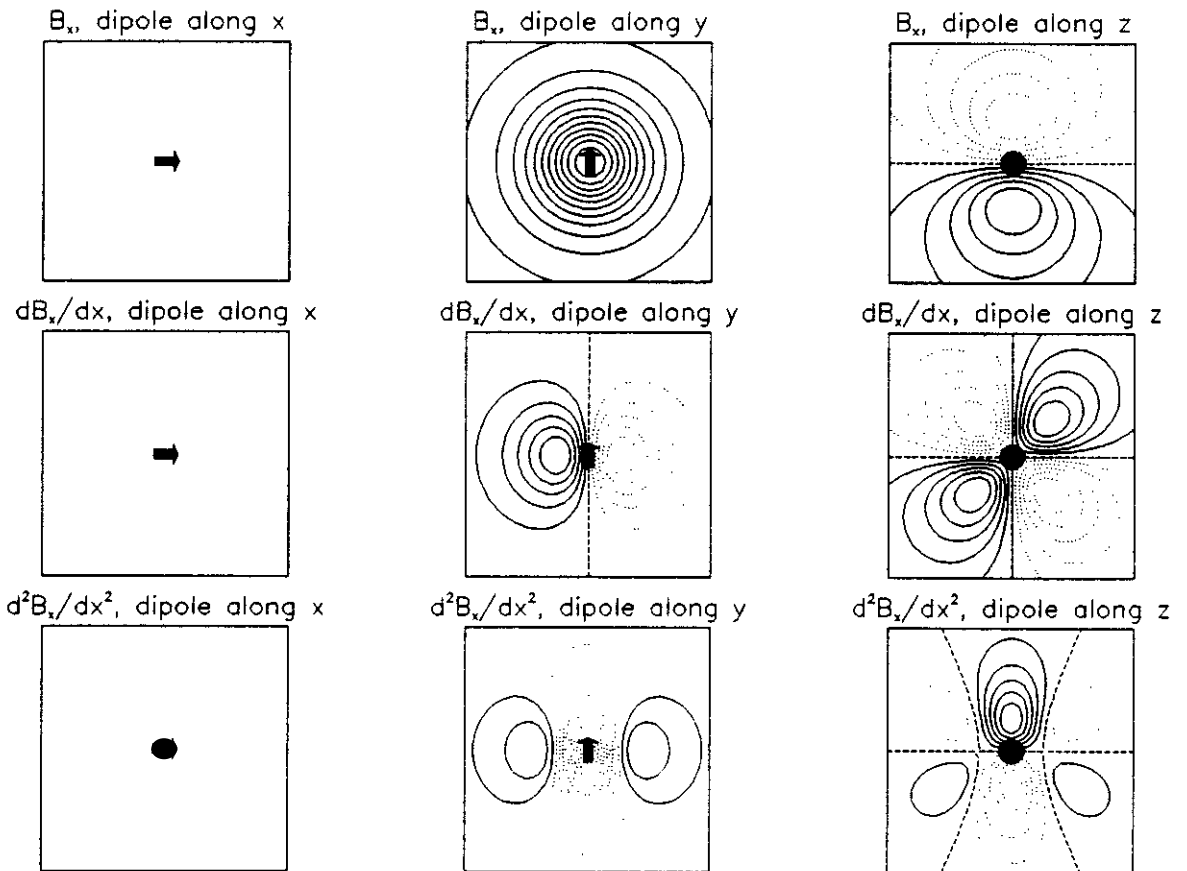 Bₓ, dipole along x
Bₓ, dipole along y
Bₓ, dipole along z
dBₓ/dx, dipole along x
dBₓ/dx, dipole along y
dBₓ/dx, dipole along z
d²Bₓ/dx², dipole along x
d²Bₓ/dx², dipole along y
d²Bₓ/dx², dipole along z